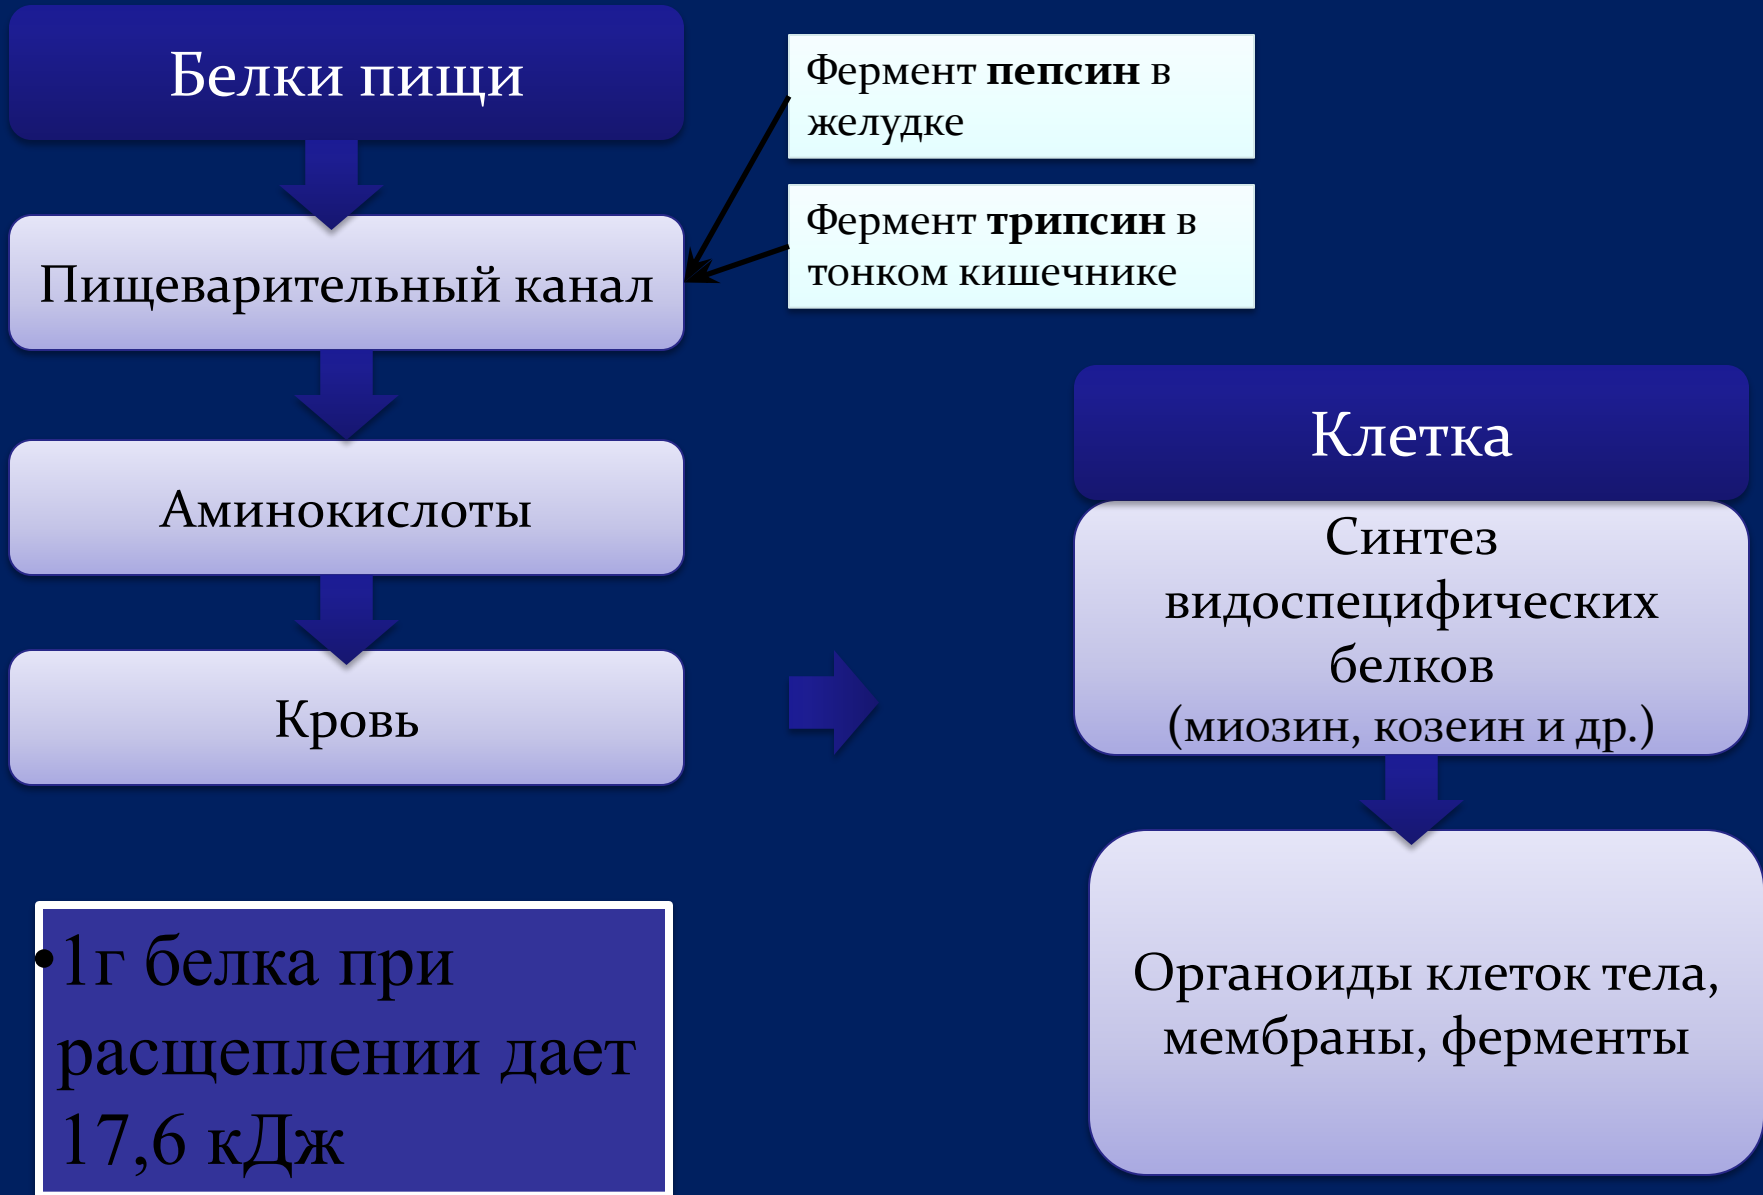 Белки пищи
Фермент пепсин в
желудке
Фермент трипсин в
тонком кишечнике
Пищеварительный канал
Аминокислоты
Кровь
Клетка
Синтез
видоспецифических
белков
(миозин, козеин и др.)
Органоиды клеток тела,
мембраны, ферменты
•1г белка при
расщеплении дает
17,6 кДж